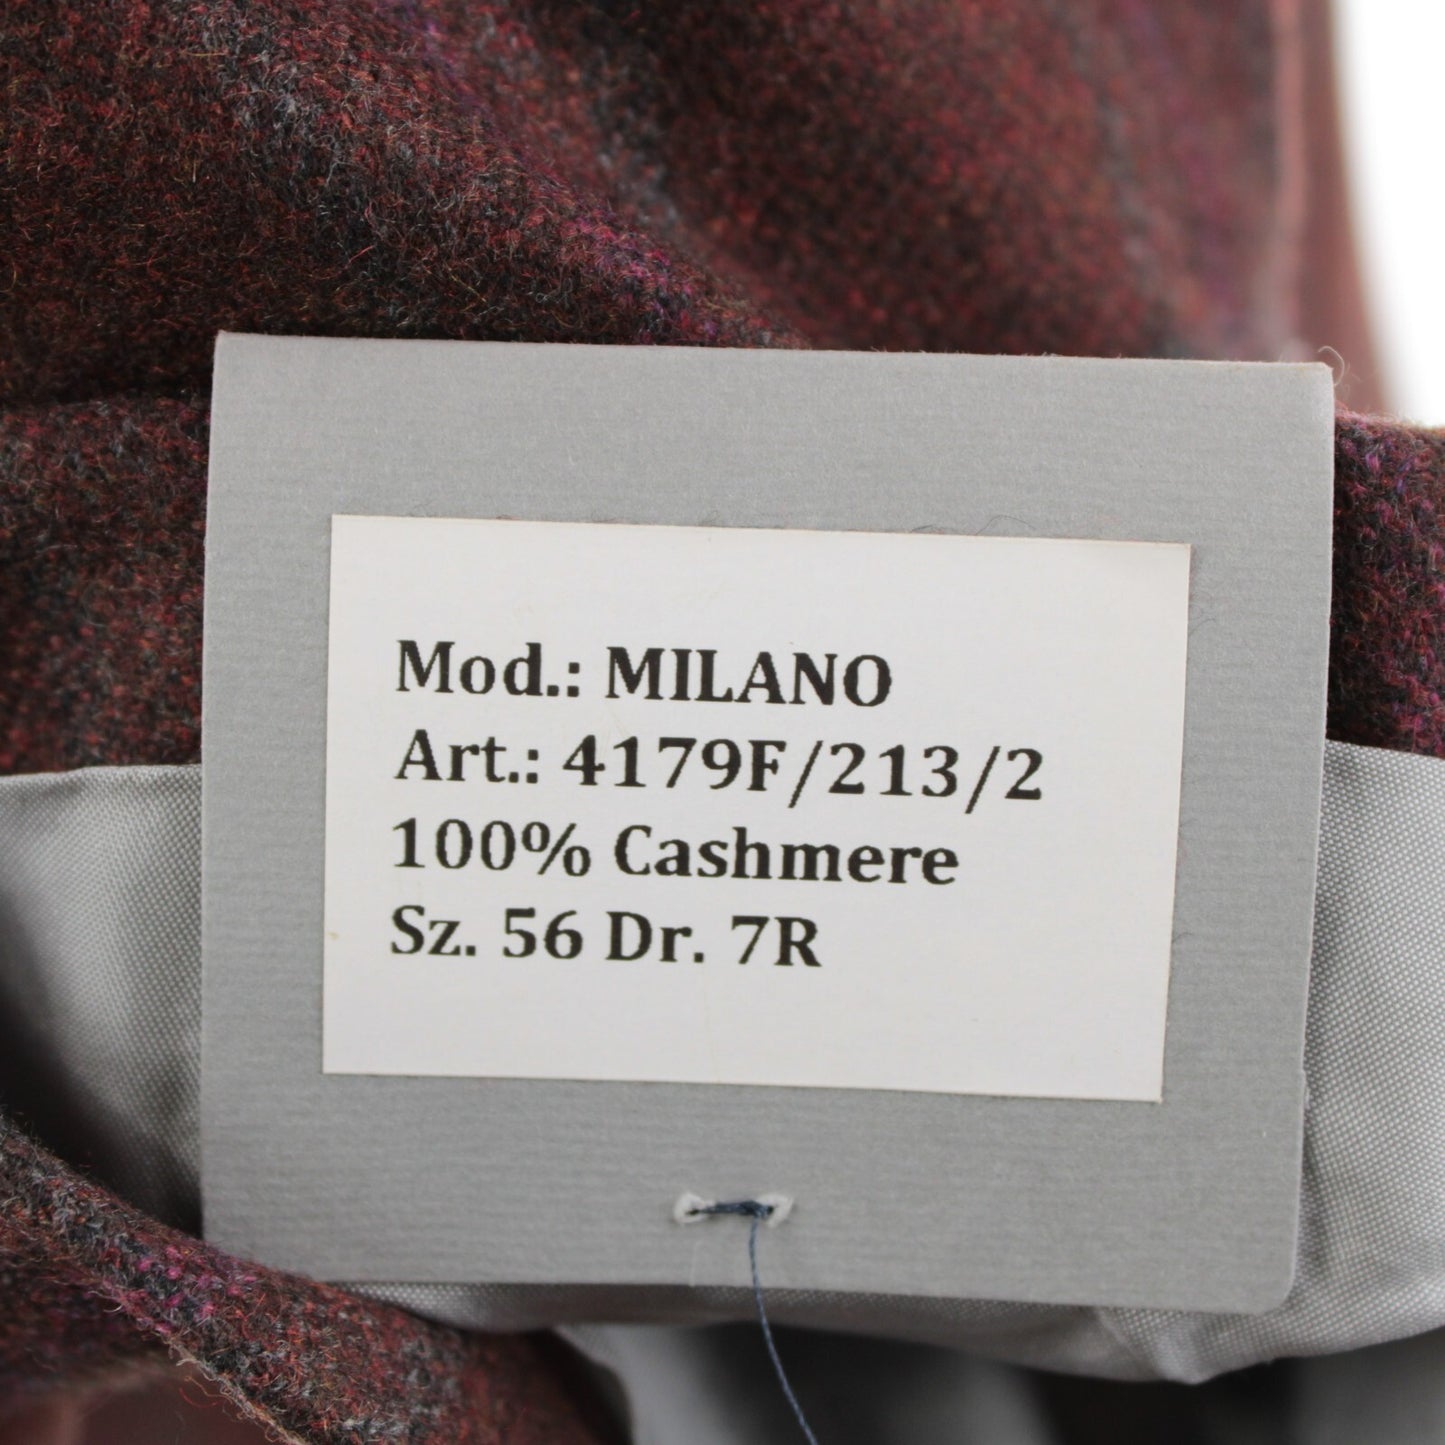 Mod.: MILANO
Art.: 4179F/213/2
100% Cashmere
Sz. 56 Dr. 7R